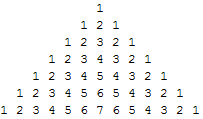 1
1 2 1
1 2 3 2 1
1 2 3 4 3 2 1
1 2 3 4 5 4 3 2 1
1 2 3 4 5 6 5 4 3 2 1
1 2 3 4 5 6 7 6 5 4 3 2 1